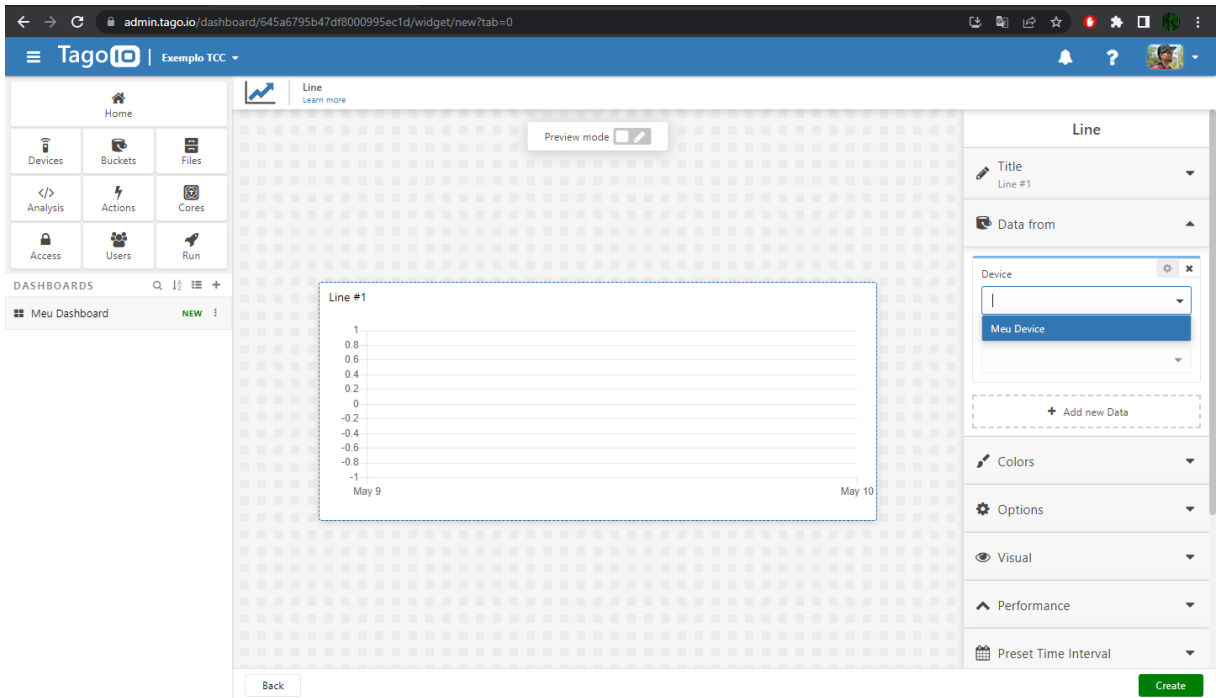 admin.tago.io/dashboard/645a6795b47df8000995ec1d/widget/new?tab=0
Tago IO | Exemplo TCC
?
Home
Devices
Buckets
Files
</>
Analysis
Actions
Cores
Access
Users
Run
DASHBOARDS
Meu Dashboard NEW
Line
Learn more
Preview mode
Line #1
1
0.8
0.6
0.4
0.2
0
-0.2
-0.4
-0.6
-0.8
-1
May 9
May 10
Line
Title
Line #1
Data from
Device
Meu Device
+ Add new Data
Colors
Options
Visual
Performance
Preset Time Interval
Back
Create